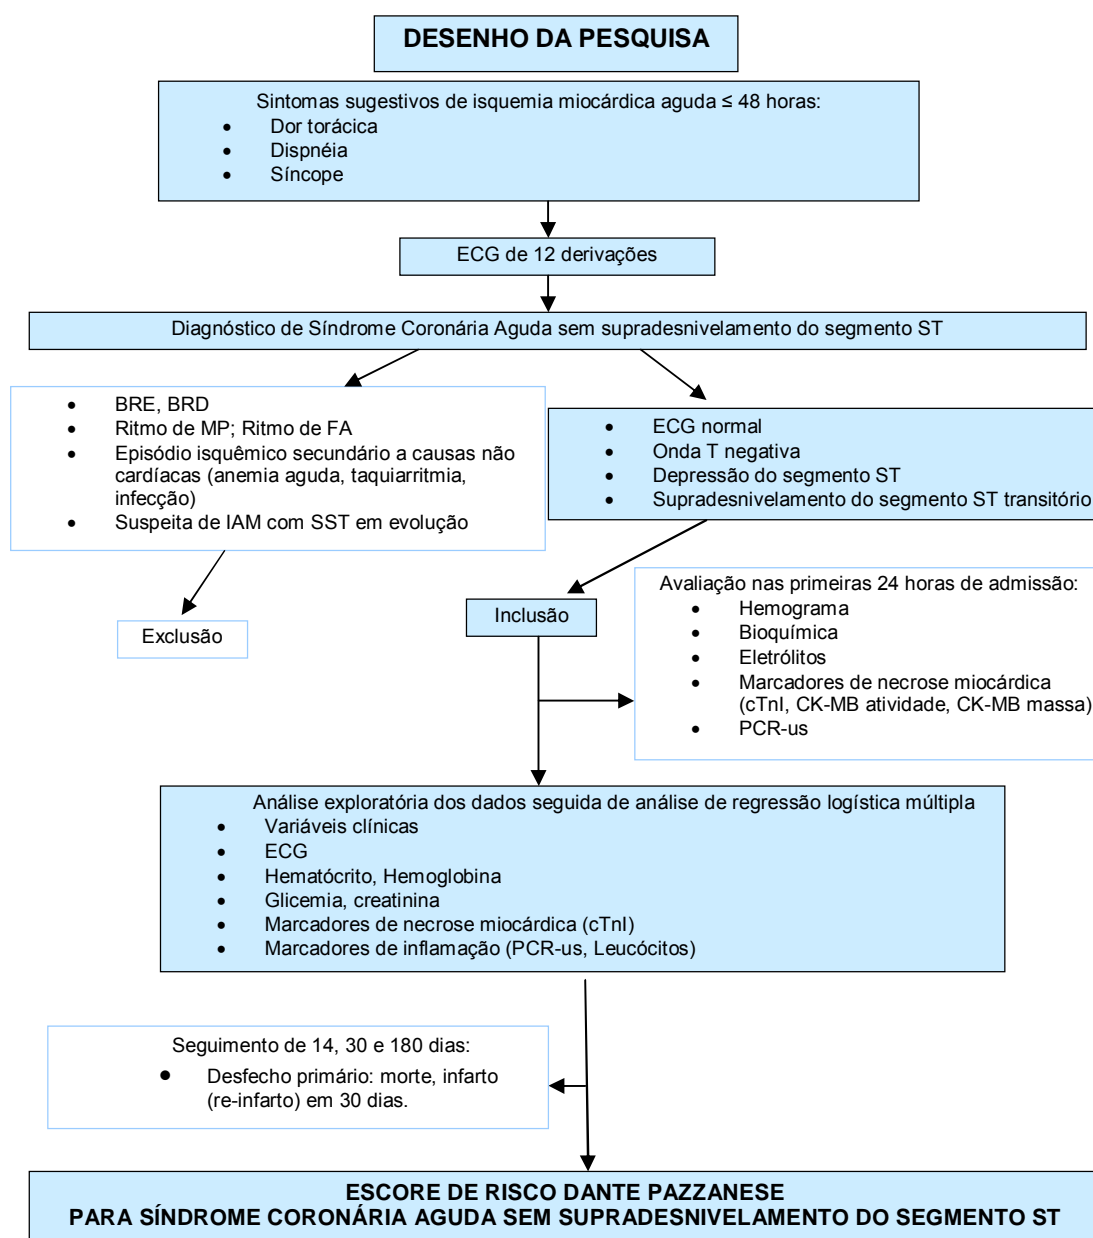 DESENHO DA PESQUISA
Sintomas sugestivos de isquemia miocárdica aguda ≤ 48 horas:
• Dor torácica
• Dispnéia
• Síncope
ECG de 12 derivações
Diagnóstico de Síndrome Coronária Aguda sem supradesnivelamento do segmento ST
• BRE, BRD
• Ritmo de MP; Ritmo de FA
• Episódio isquêmico secundário a causas não
cardíacas (anemia aguda, taquiarritmia,
infecção)
• Suspeita de IAM com SST em evolução
• ECG normal
• Onda T negativa
• Depressão do segmento ST
• Supradesnivelamento do segmento ST transitório
Exclusão
Inclusão
Avaliação nas primeiras 24 horas de admissão:
• Hemograma
• Bioquímica
• Eletrólitos
• Marcadores de necrose miocárdica
(cTnI, CK-MB atividade, CK-MB massa)
• PCR-us
Análise exploratória dos dados seguida de análise de regressão logística múltipla
• Variáveis clínicas
• ECG
• Hematócrito, Hemoglobina
• Glicemia, creatinina
• Marcadores de necrose miocárdica (cTnI)
• Marcadores de inflamação (PCR-us, Leucócitos)
Seguimento de 14, 30 e 180 dias:
• Desfecho primário: morte, infarto
(re-infarto) em 30 dias.
ESCORE DE RISCO DANTE PAZZANESE
PARA SÍNDROME CORONÁRIA AGUDA SEM SUPRADESNIVELAMENTO DO SEGMENTO ST